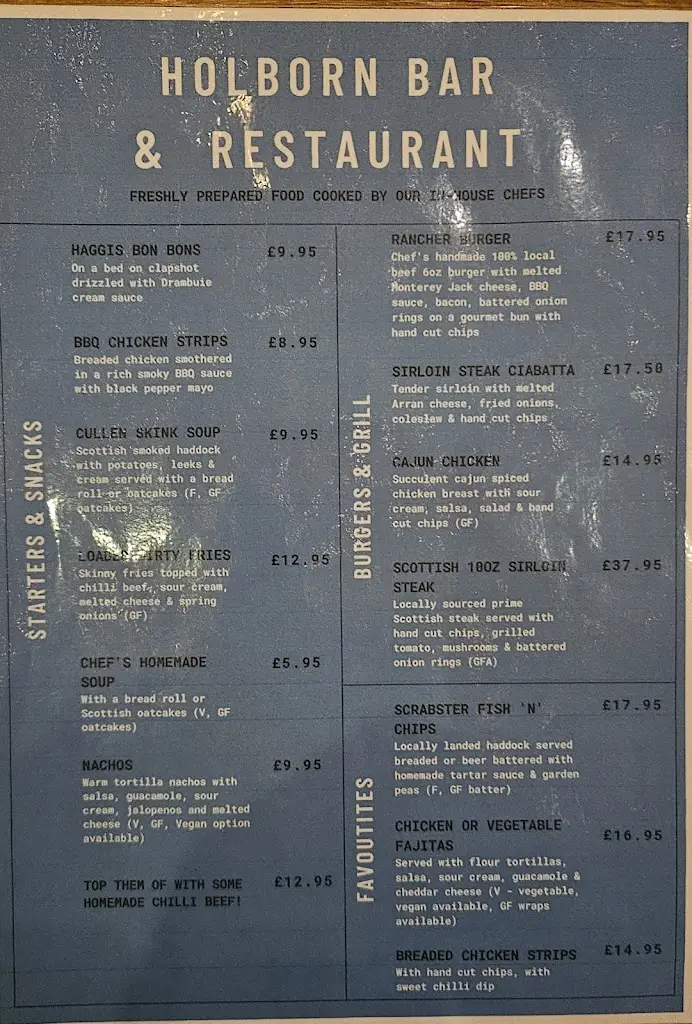 HOLBORN BAR
& RESTAURANT
FRESHLY PREPARED FOOD COOKED BY OUR IN-HOUSE CHEFS
STARTERS & SNACKS
HAGGIS BON BONS £9.95
On a bed on clapshot
drizzled with Drambuie
cream sauce
BBQ CHICKEN STRIPS £8.95
Breaded chicken smothered
in a rich smoky BBQ sauce
with black pepper mayo
CULLEN SKINK SOUP £9.95
Scottish smoked haddock
with potatoes, leeks &
cream served with a bread
roll or oatcakes (F, GF
oatcakes)
LOADED DIRTY FRIES £12.95
Skinny fries topped with
chilli beef, sour cream,
melted cheese & spring
onions (GF)
CHEF'S HOMEMADE £5.95
SOUP
With a bread roll or
Scottish oatcakes (V, GF
oatcakes)
NACHOS £9.95
Warm tortilla nachos with
salsa, guacamole, sour
cream, jalopenos and melted
cheese (V, GF, Vegan option
available)
TOP THEM OF WITH SOME £12.95
HOMEMADE CHILLI BEEF!
BURGERS & GRILL
RANCHER BURGER £17.95
Chef's handmade 100% local
beef 6oz burger with melted
Monterey Jack cheese, BBQ
sauce, bacon, battered onion
rings on a gourmet bun with
hand cut chips
SIRLOIN STEAK CIABATTA £17.50
Tender sirloin with melted
Arran cheese, fried onions,
coleslaw & hand cut chips
CAJUN CHICKEN £14.95
Succulent cajun spiced
chicken breast with sour
cream, salsa, salad & hand
cut chips (GF)
SCOTTISH 10OZ SIRLOIN £37.95
STEAK
Locally sourced prime
Scottish steak served with
hand cut chips, grilled
tomato, mushrooms & battered
onion rings (GFA)
FAVOUTITES
SCRABSTER FISH 'N' £17.95
CHIPS
Locally landed haddock served
breaded or beer battered with
homemade tartar sauce & garden
peas (F, GF batter)
CHICKEN OR VEGETABLE £16.95
FAJITAS
Served with flour tortillas,
salsa, sour cream, guacamole &
cheddar cheese (V - vegetable,
vegan available, GF wraps
available)
BREADED CHICKEN STRIPS £14.95
With hand cut chips, with
sweet chilli dip